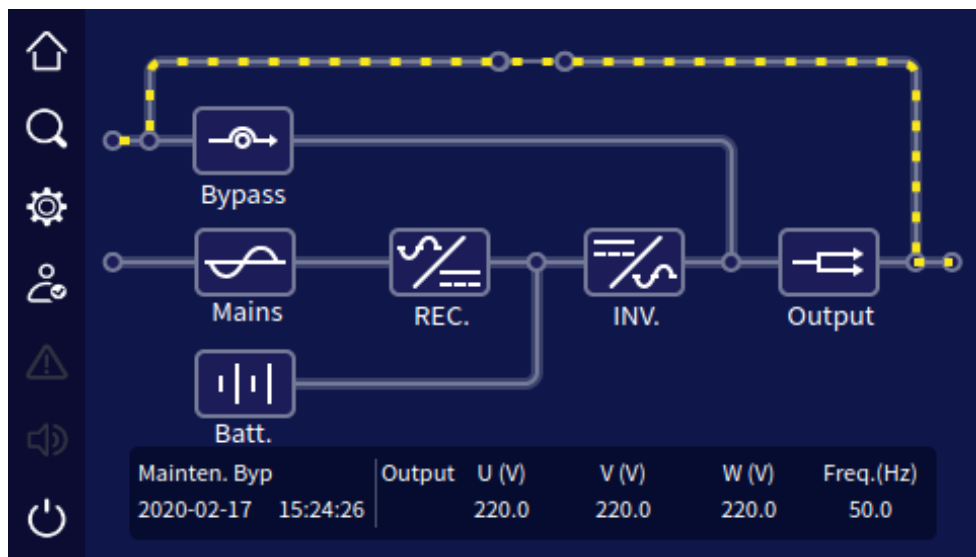 Bypass
Mains
REC.
INV.
Output
Batt.
Mainten. Byp Output U (V) V (V) W (V) Freq.(Hz)
2020-02-17 15:24:26 220.0 220.0 220.0 50.0